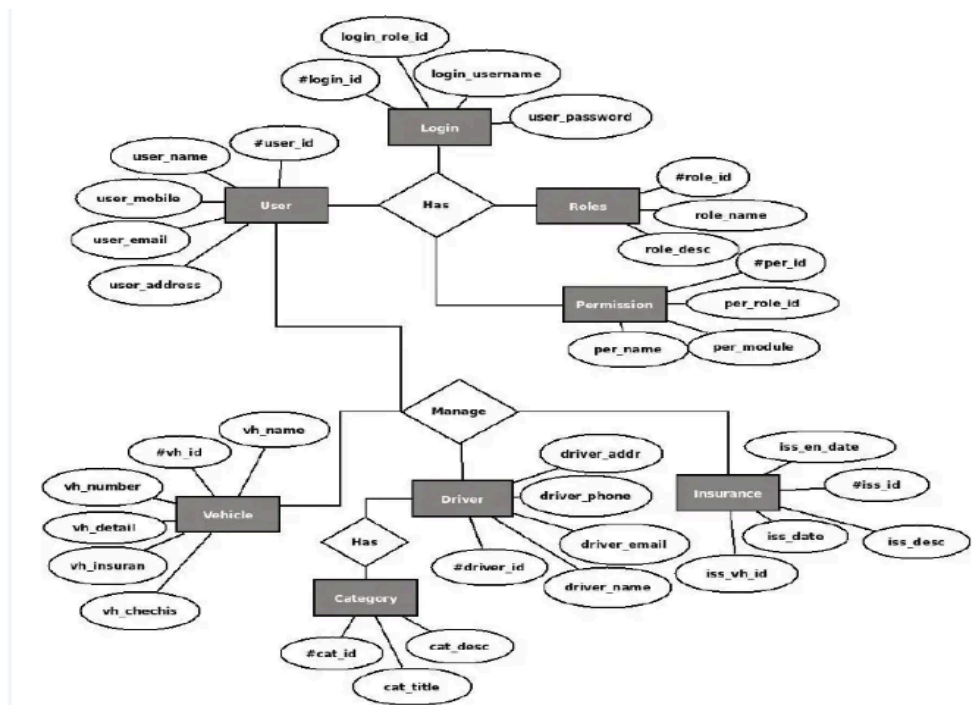 login_role_id
#login_id
login_username
Login
user_password
#user_id
user_name
user_mobile
User
user_email
user_address
Has
#role_id
Roles
role_name
role_desc
#per_id
Permission
per_role_id
per_name
per_module
Manage
vh_name
#vh_id
vh_number
vh_detail
Vehicle
vh_insuran
vh_chechis
driver_addr
Driver
driver_phone
driver_email
#driver_id
driver_name
Has
Category
#cat_id
cat_desc
cat_title
iss_en_date
Insurance
#iss_id
iss_date
iss_desc
iss_vh_id